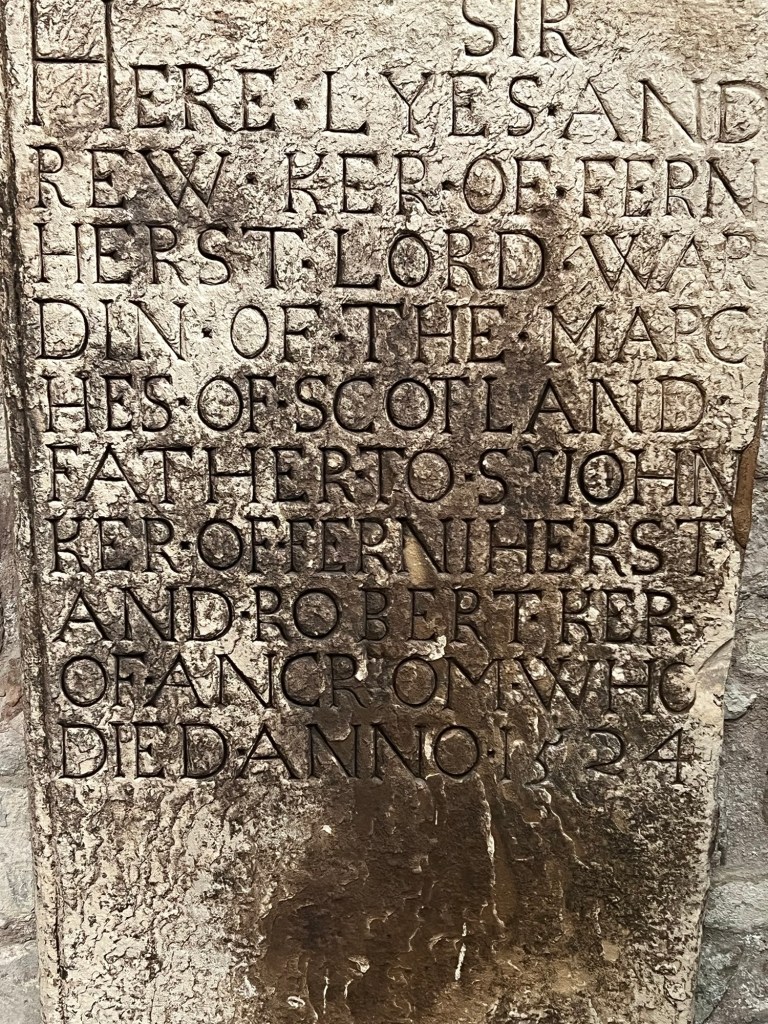 SIR
HERE·LYES·AND
REW·KER·OF·FERN
HERST·LORD·WAR
DIN·OF·THE·MARC
HES·OF·SCOTLAND
FATHER·TO·Sr IOHN
KER·OF·FERNIHERST·
AND·ROBERT·KER·
OF·ANCROM·WHO
DIED·ANNO·1524